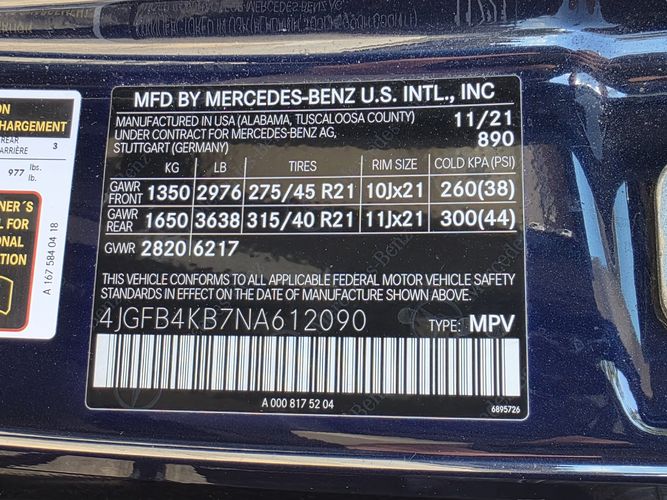 ON
HARGEMENT
REAR 3
ARRIÈRE
977 lbs.
lb.
NER´S
L FOR
ONAL
TION
A 167 584 04 18
MFD BY MERCEDES-BENZ U.S. INTL., INC
MANUFACTURED IN USA (ALABAMA, TUSCALOOSA COUNTY) 11/21
UNDER CONTRACT FOR MERCEDES-BENZ AG, 890
STUTTGART (GERMANY)
KG LB TIRES RIM SIZE COLD KPA (PSI)
GAWR FRONT 1350 2976 275/45 R21 10Jx21 260(38)
GAWR REAR 1650 3638 315/40 R21 11Jx21 300(44)
GVWR 2820 6217
THIS VEHICLE CONFORMS TO ALL APPLICABLE FEDERAL MOTOR VEHICLE SAFETY
STANDARDS IN EFFECT ON THE DATE OF MANUFACTURE SHOWN ABOVE.
4JGFB4KB7NA612090 TYPE: MPV
A 000 817 52 04
6895726